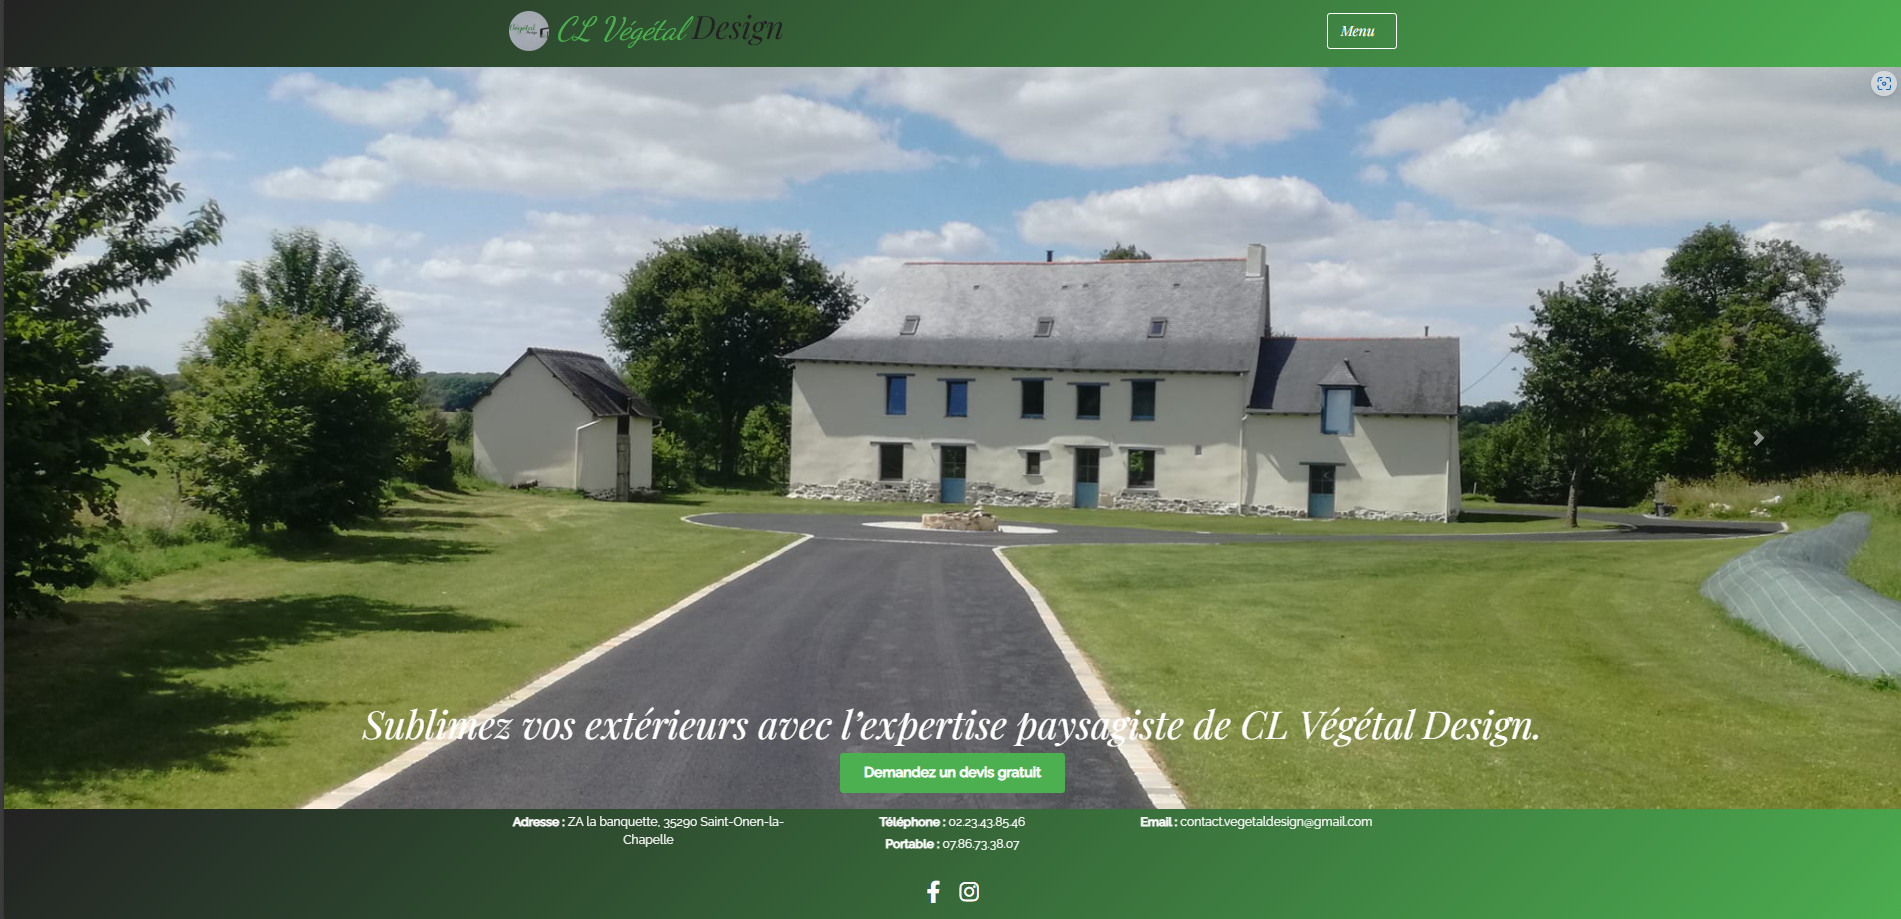 CL Végétal Design
Menu
Sublimez vos extérieurs avec l’expertise paysagiste de CL Végétal Design.
Demandez un devis gratuit
Adresse : ZA la banquette, 35290 Saint-Onen-la-
Chapelle
Téléphone : 02.23.43.85.46
Portable : 07.86.73.38.07
Email : contact.vegetaldesign@gmail.com